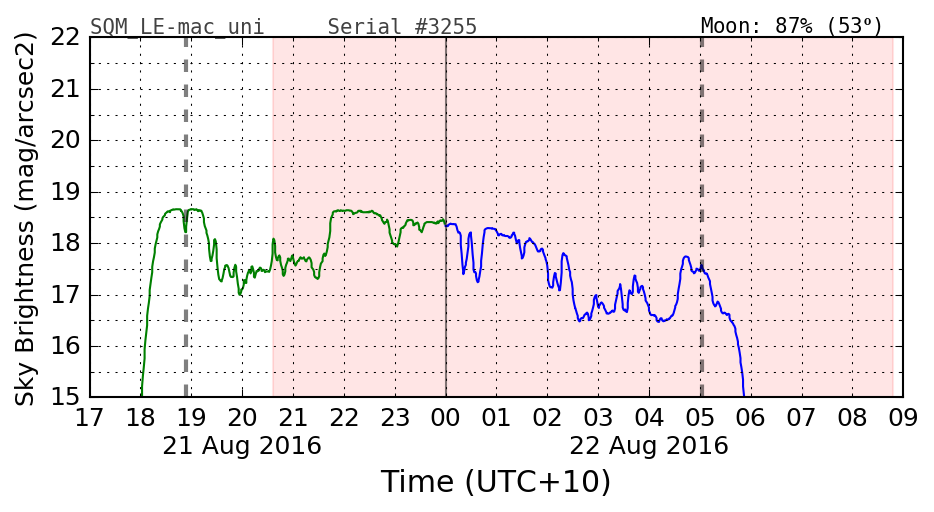 SQM_LE-mac_uni Serial #3255 Moon: 87% (53°)
Sky Brightness (mag/arcsec2)
22
21
20
19
18
17
16
15
17 18 19 20 21 22 23 00 01 02 03 04 05 06 07 08 09
21 Aug 2016 22 Aug 2016
Time (UTC+10)